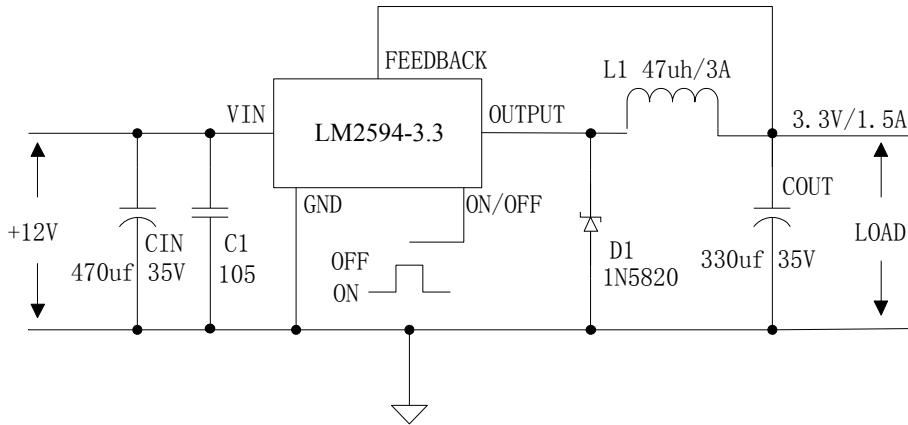 FEEDBACK
L1 47uh/3A
VIN
LM2594-3.3
OUTPUT
3.3V/1.5A
GND
ON/OFF
COUT
+12V
CIN
C1
OFF
D1
LOAD
470uf 35V
105
ON
1N5820
330uf 35V